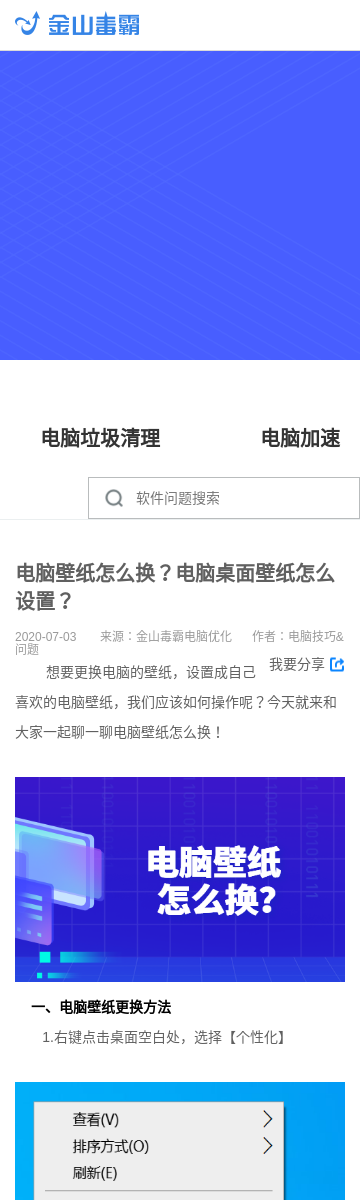 金山毒霸
电脑垃圾清理
电脑加速
软件问题搜索
电脑壁纸怎么换？电脑桌面壁纸怎么
设置？
2020-07-03 来源：金山毒霸电脑优化 作者：电脑技巧&
问题
我要分享
想要更换电脑的壁纸，设置成自己
喜欢的电脑壁纸，我们应该如何操作呢？今天就来和
大家一起聊一聊电脑壁纸怎么换！
电脑壁纸
怎么换？
一、电脑壁纸更换方法
1.右键点击桌面空白处，选择【个性化】
查看(V)
排序方式(O)
刷新(E)